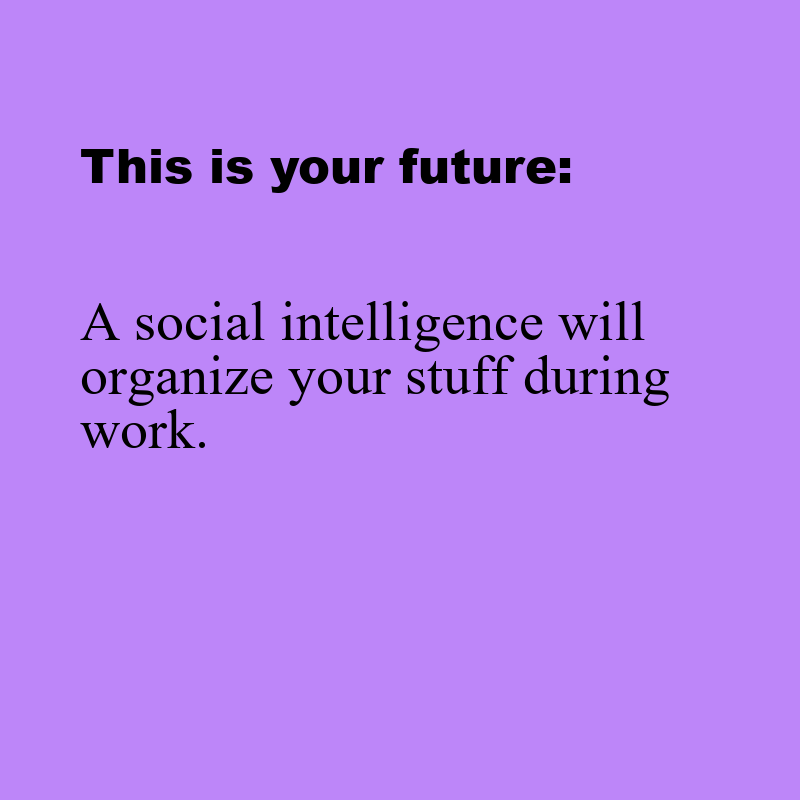 This is your future:
A social intelligence will
organize your stuff during
work.